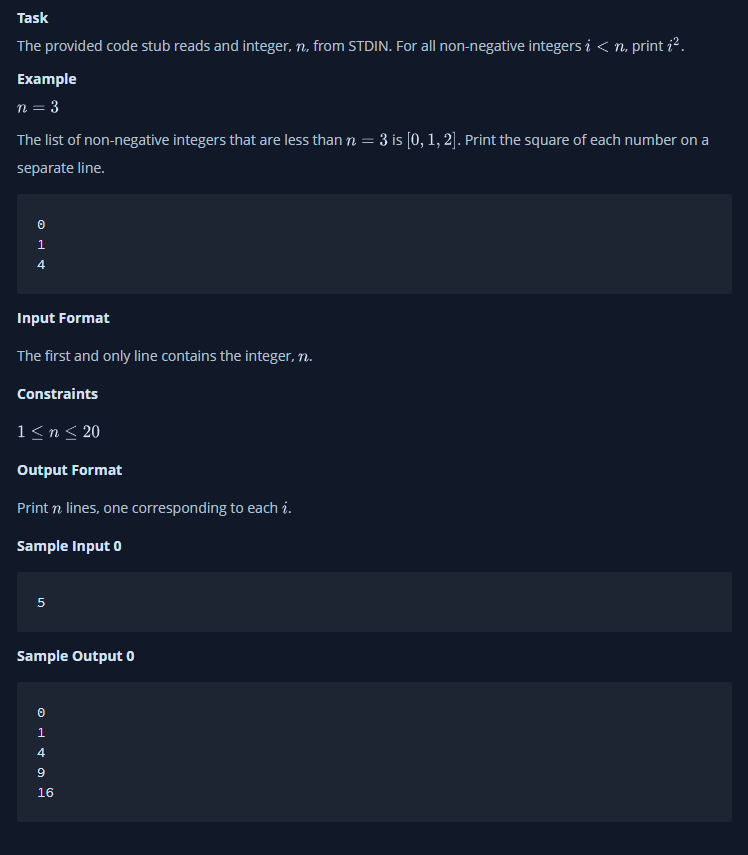 Task
The provided code stub reads and integer, n, from STDIN. For all non-negative integers i < n, print i².
Example
n = 3
The list of non-negative integers that are less than n = 3 is [0, 1, 2]. Print the square of each number on a
separate line.
0
1
4
Input Format
The first and only line contains the integer, n.
Constraints
1 ≤ n ≤ 20
Output Format
Print n lines, one corresponding to each i.
Sample Input 0
5
Sample Output 0
0
1
4
9
16